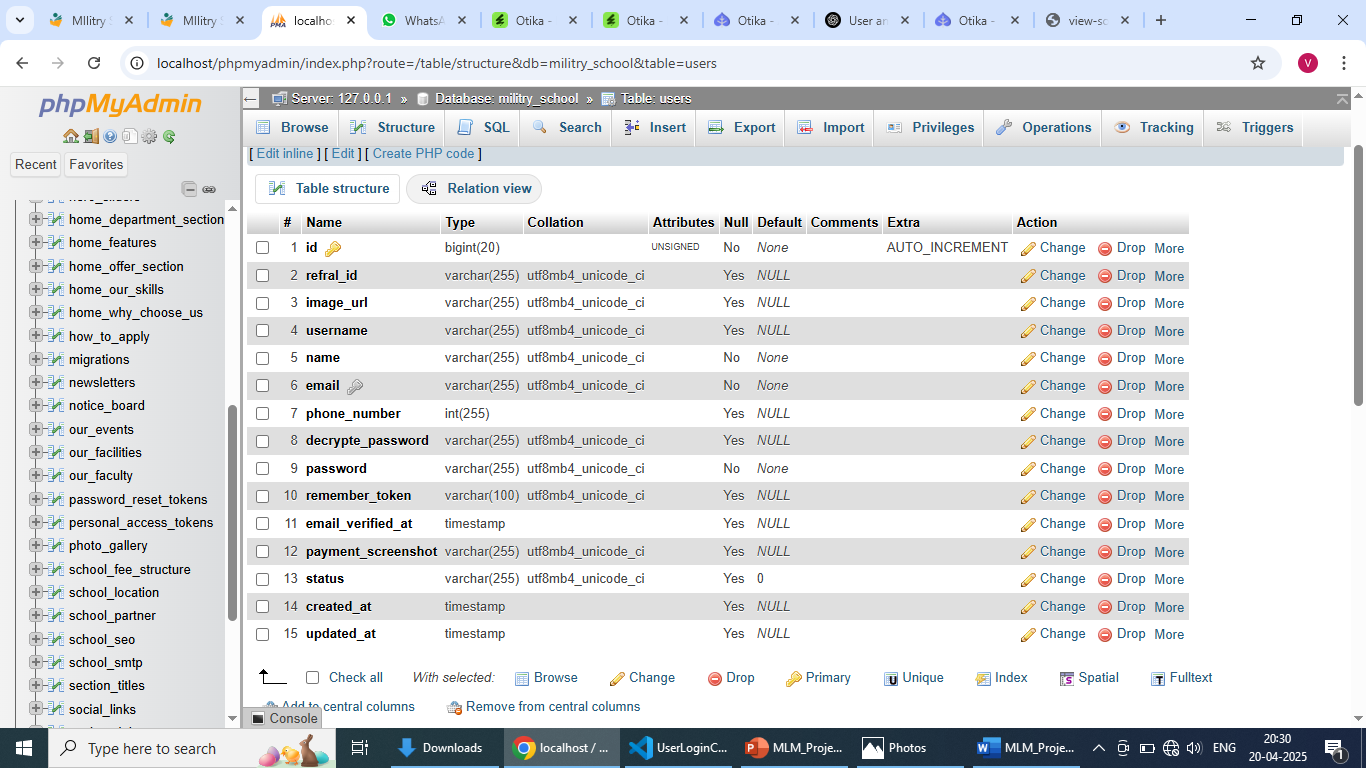 MIlitry S
MIlitry S
localhos
WhatsA
Otika -
Otika -
Otika -
User an
Otika -
view-sc
localhost/phpmyadmin/index.php?route=/table/structure&db=militry_school&table=users
V
phpMyAdmin
Recent
Favorites
home_department_section
home_features
home_offer_section
home_our_skills
home_why_choose_us
how_to_apply
migrations
newsletters
notice_board
our_events
our_facilities
our_faculty
password_reset_tokens
personal_access_tokens
photo_gallery
school_fee_structure
school_location
school_partner
school_seo
school_smtp
section_titles
social_links
Server: 127.0.0.1 » Database: militry_school » Table: users
Browse Structure SQL Search Insert Export Import Privileges Operations Tracking Triggers
[ Edit inline ] [ Edit ] [ Create PHP code ]
Table structure Relation view
# Name Type Collation Attributes Null Default Comments Extra Action
1 id bigint(20) UNSIGNED No None AUTO_INCREMENT Change Drop More
2 refral_id varchar(255) utf8mb4_unicode_ci Yes NULL Change Drop More
3 image_url varchar(255) utf8mb4_unicode_ci Yes NULL Change Drop More
4 username varchar(255) utf8mb4_unicode_ci Yes NULL Change Drop More
5 name varchar(255) utf8mb4_unicode_ci No None Change Drop More
6 email varchar(255) utf8mb4_unicode_ci No None Change Drop More
7 phone_number int(255) Yes NULL Change Drop More
8 decrypte_password varchar(255) utf8mb4_unicode_ci Yes NULL Change Drop More
9 password varchar(255) utf8mb4_unicode_ci No None Change Drop More
10 remember_token varchar(100) utf8mb4_unicode_ci Yes NULL Change Drop More
11 email_verified_at timestamp Yes NULL Change Drop More
12 payment_screenshot varchar(255) utf8mb4_unicode_ci Yes NULL Change Drop More
13 status varchar(255) utf8mb4_unicode_ci Yes 0 Change Drop More
14 created_at timestamp Yes NULL Change Drop More
15 updated_at timestamp Yes NULL Change Drop More
Check all With selected: Browse Change Drop Primary Unique Index Spatial Fulltext
Add to central columns Remove from central columns
Console
Type here to search
Downloads
localhost / ...
UserLoginC...
MLM_Proje...
Photos
MLM_Proje...
ENG
20:30
20-04-2025
1